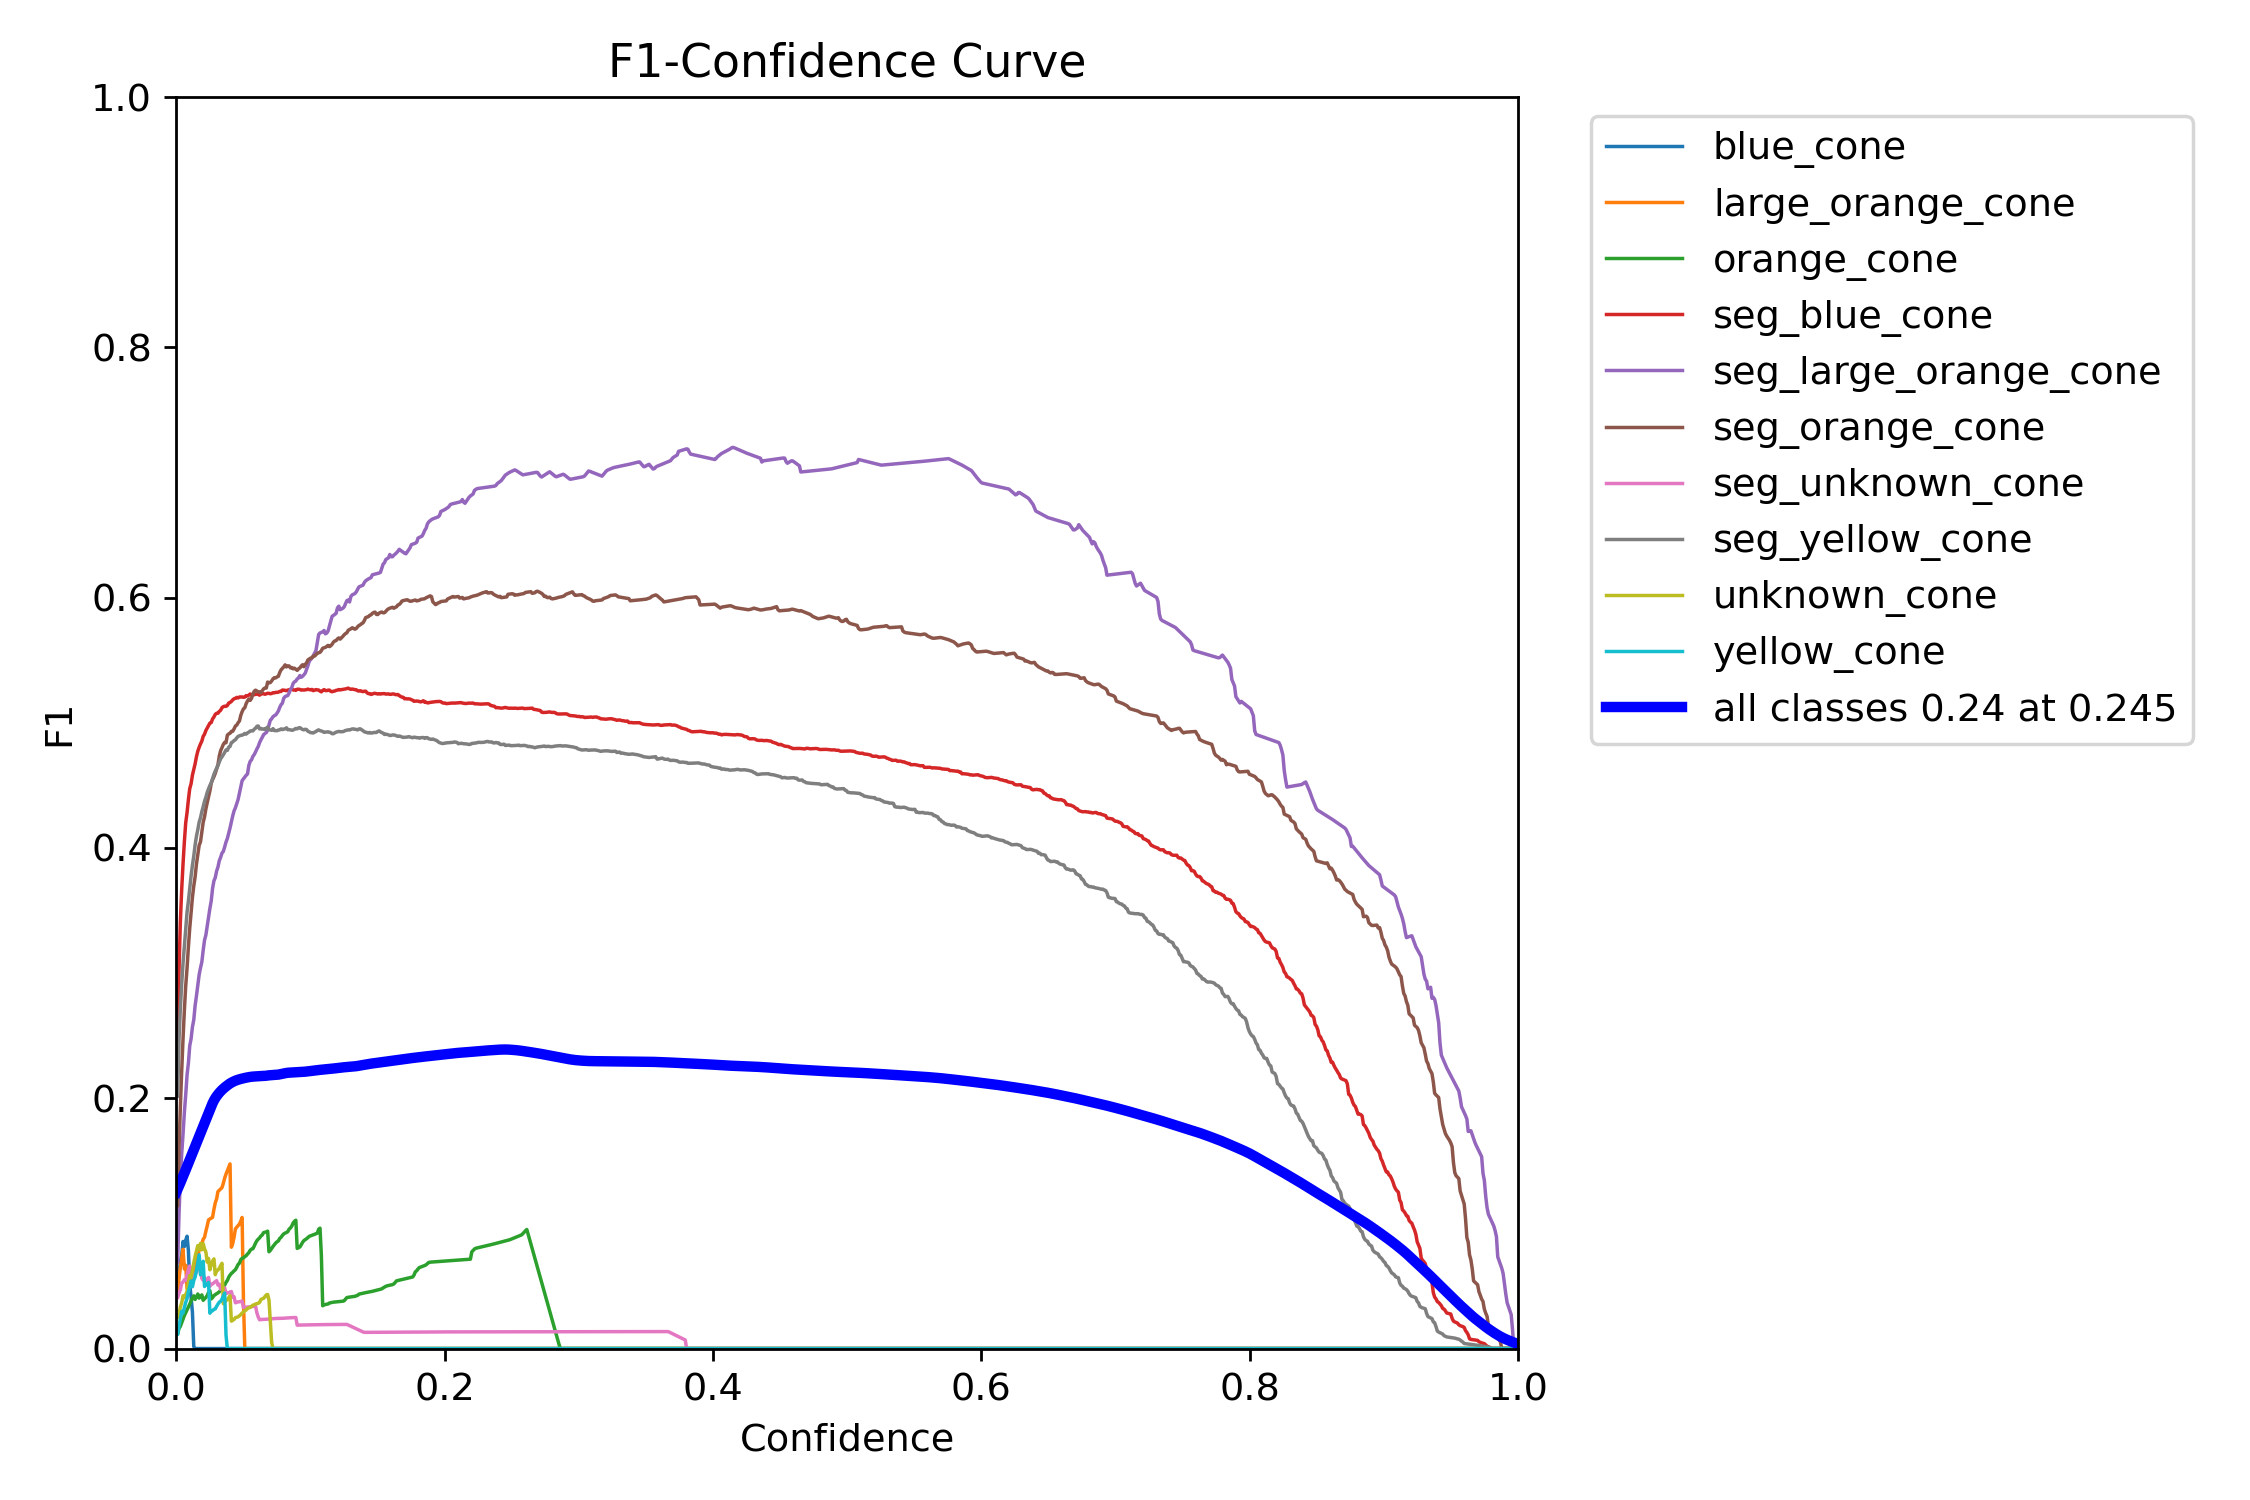 F1-Confidence Curve
1.0
0.8
0.6
0.4
0.2
0.0
F1
0.0 0.2 0.4 0.6 0.8 1.0
Confidence
blue_cone
large_orange_cone
orange_cone
seg_blue_cone
seg_large_orange_cone
seg_orange_cone
seg_unknown_cone
seg_yellow_cone
unknown_cone
yellow_cone
all classes 0.24 at 0.245